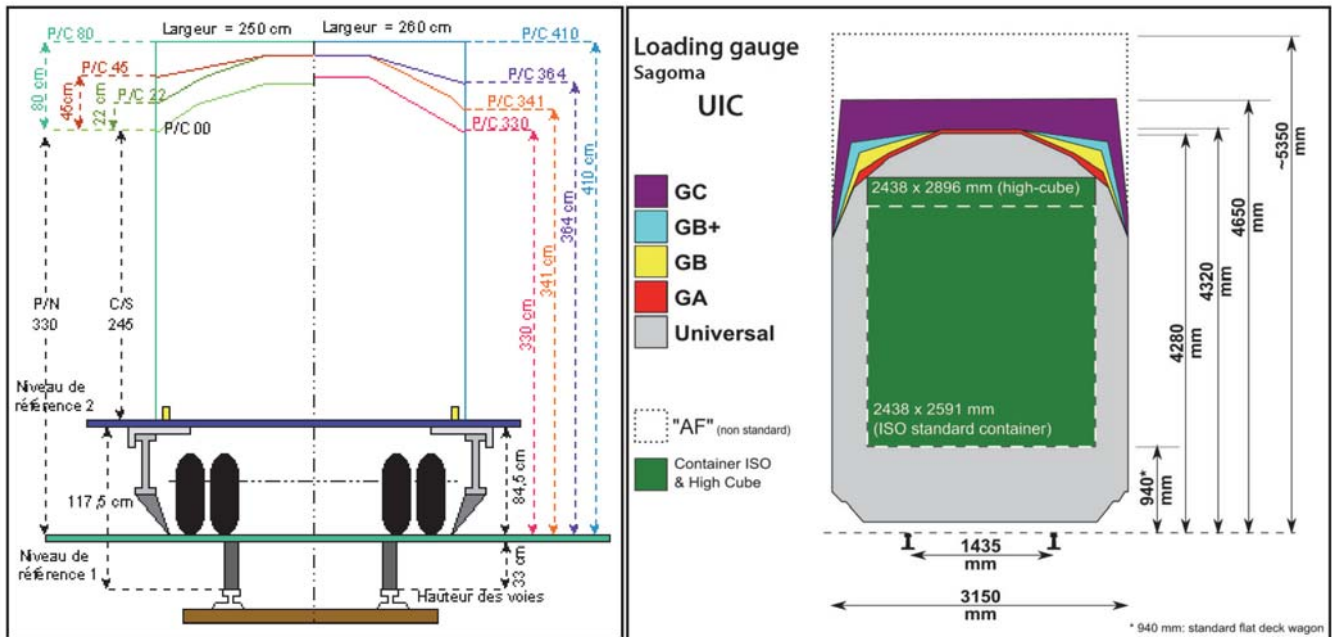 Largeur = 250 cm
Largeur = 260 cm
P/C 80
P/C 410
P/C 45
P/C 364
P/C 22
P/C 341
P/C 00
P/C 330
80 cm
45cm
22 cm
410 cm
364 cm
341 cm
330 cm
P/N
330
C/S
245
Niveau de
référence 2
117,5 cm
84,5 cm
Niveau de
référence 1
33 cm
Hauteur des voies
Loading gauge
Sagoma
UIC
GC
GB+
GB
GA
Universal
"AF" (non standard)
Container ISO
& High Cube
2438 x 2896 mm (high-cube)
2438 x 2591 mm
(ISO standard container)
940*
mm
4280
mm
4320
mm
4650
mm
~5350
mm
1435
mm
3150
mm
* 940 mm: standard flat deck wagon